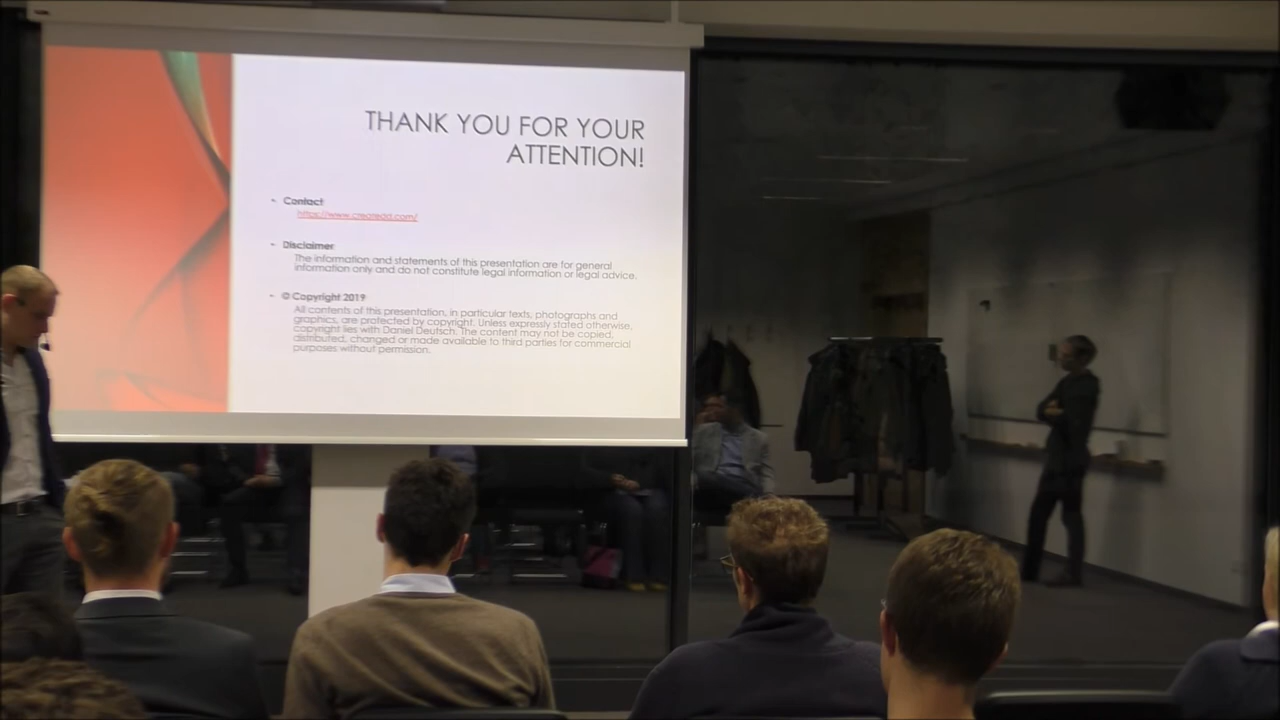 THANK YOU FOR YOUR
ATTENTION!
- Contact
https://www.createdd.com/
- Disclaimer
The information and statements of this presentation are for general
information only and do not constitute legal information or legal advice.
- © Copyright 2019
All contents of this presentation, in particular texts, photographs and
graphics, are protected by copyright. Unless expressly stated otherwise,
copyright lies with Daniel Deutsch. The content may not be copied,
distributed, changed or made available to third parties for commercial
purposes without permission.